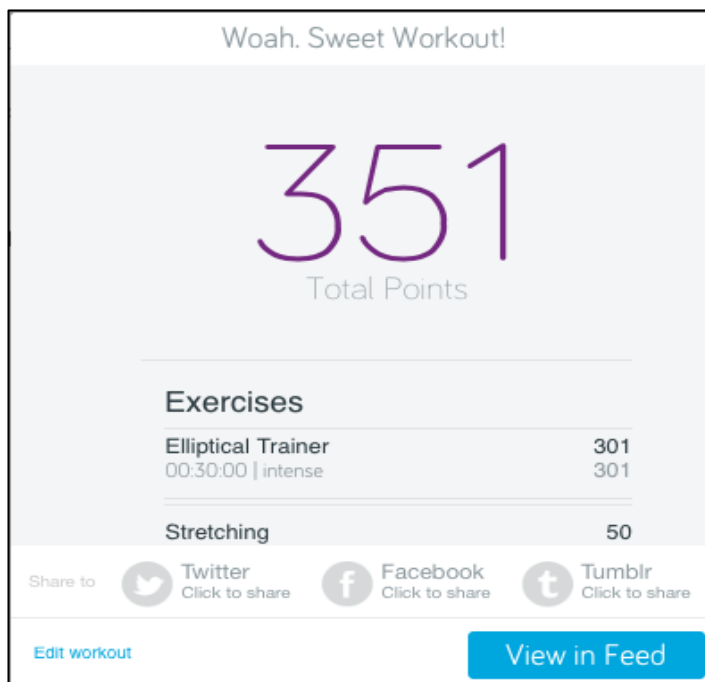 Woah. Sweet Workout!
351
Total Points
Exercises
Elliptical Trainer 301
00:30:00 | intense 301
Stretching 50
Share to
Twitter
Click to share
Facebook
Click to share
Tumblr
Click to share
Edit workout
View in Feed